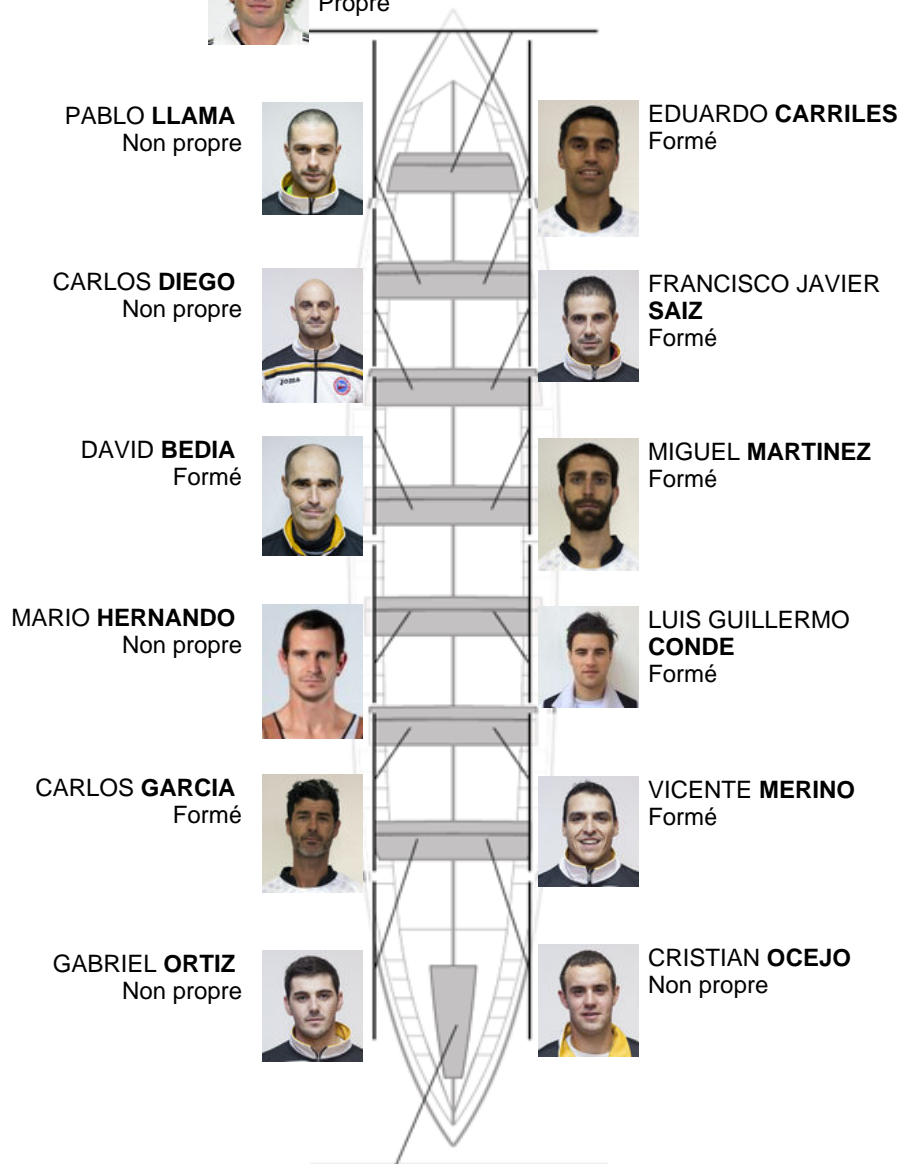 Propre
PABLO LLAMA
Non propre
EDUARDO CARRILES
Formé
CARLOS DIEGO
Non propre
FRANCISCO JAVIER
SAIZ
Formé
DAVID BEDIA
Formé
MIGUEL MARTINEZ
Formé
MARIO HERNANDO
Non propre
LUIS GUILLERMO
CONDE
Formé
CARLOS GARCIA
Formé
VICENTE MERINO
Formé
GABRIEL ORTIZ
Non propre
CRISTIAN OCEJO
Non propre
Joma